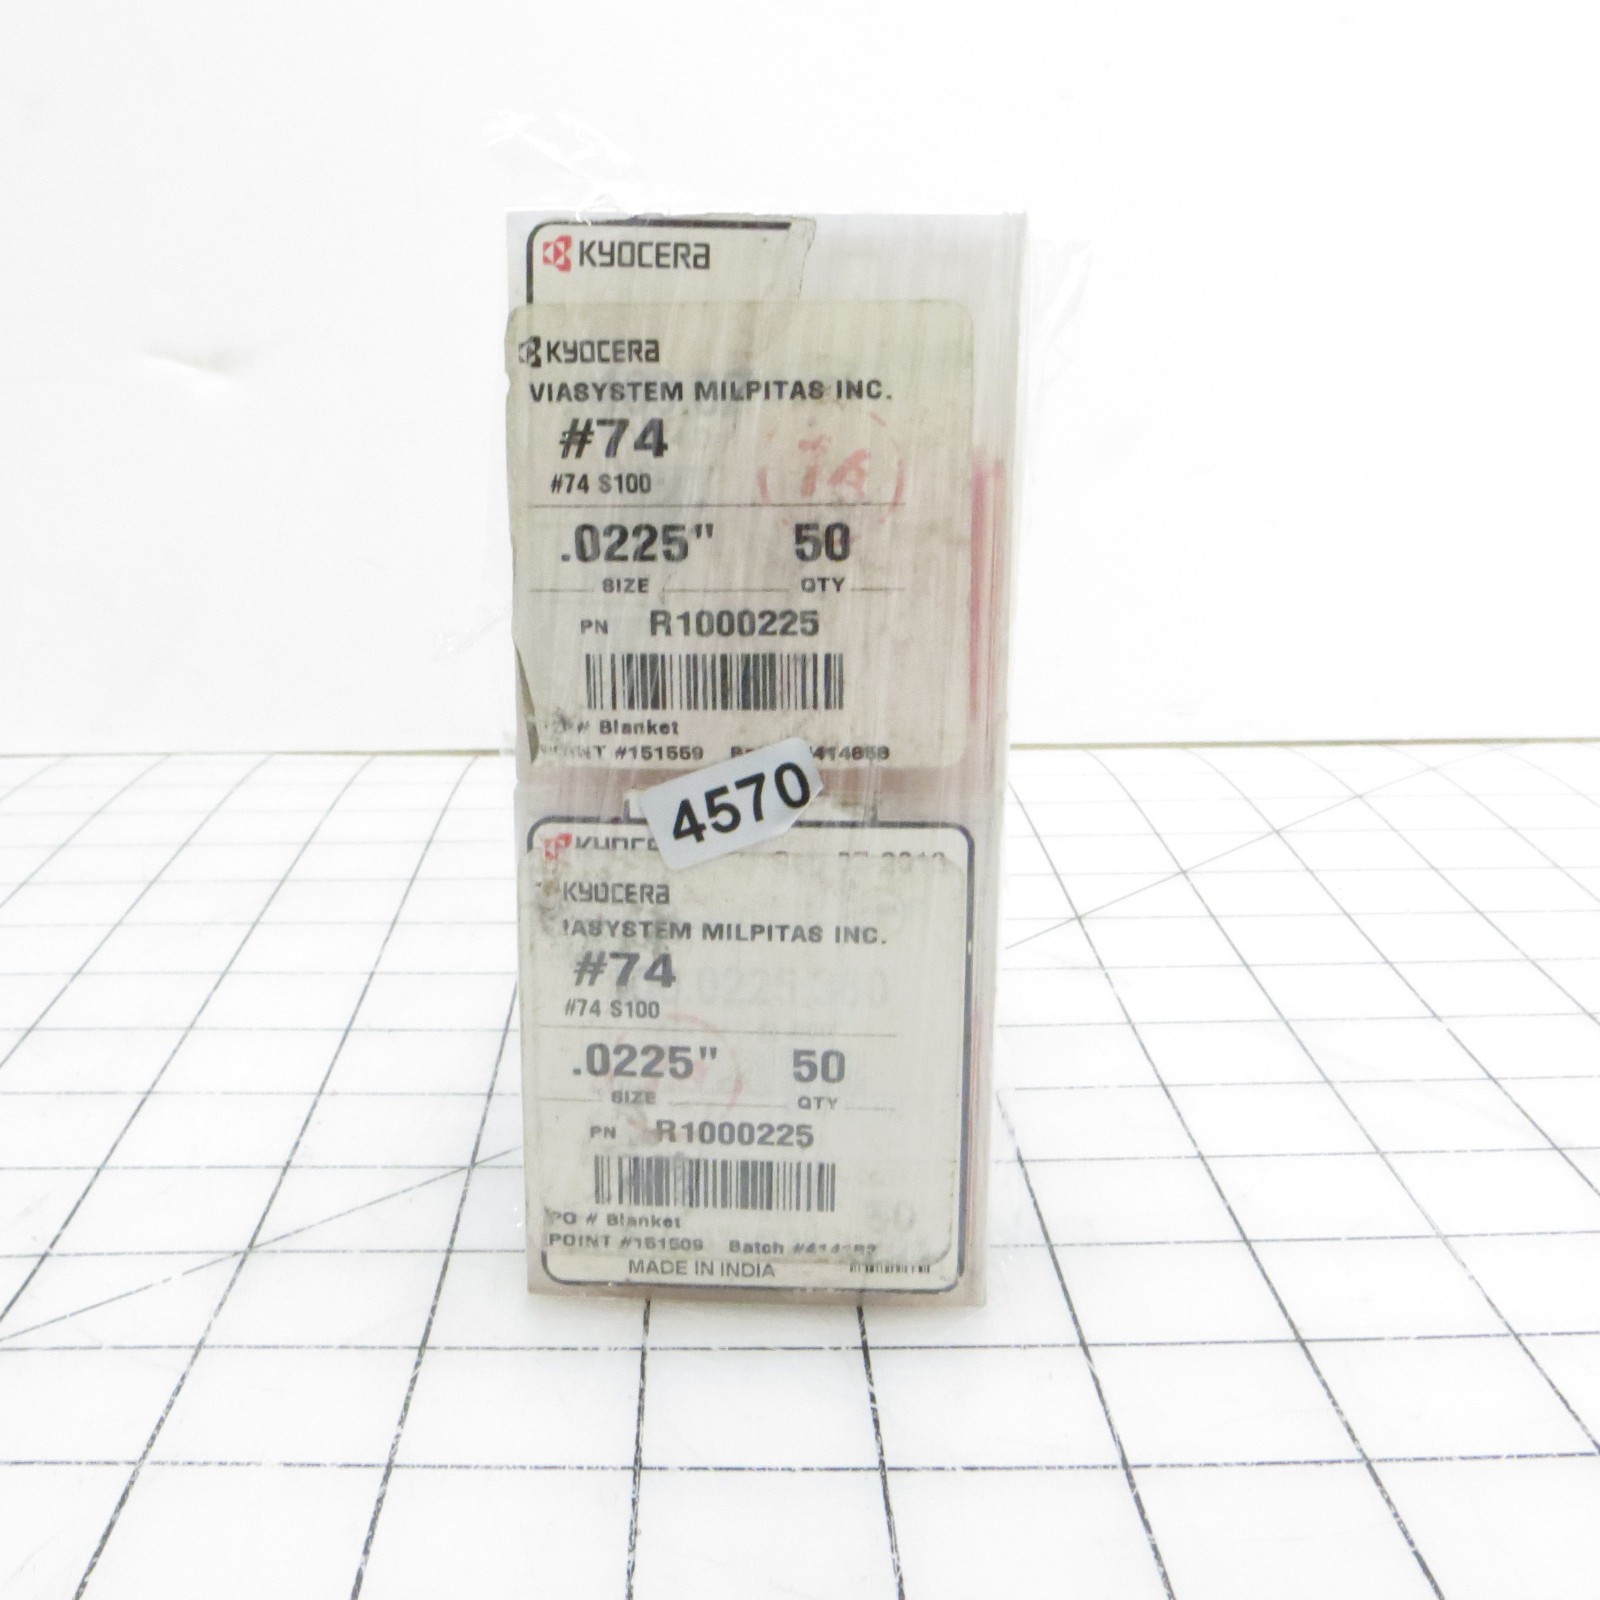 KYOCERA
KYOCERA
VIASYSTEM MILPITAS INC.
#74
#74 S100
.0225" 50
SIZE QTY
PN R1000225
# Blanket
#151559
4570
KYOCERA
IASYSTEM MILPITAS INC.
#74
#74 S100
.0225" 50
SIZE QTY
PN R1000225
PO # Blanket
POINT #151509 Batch
MADE IN INDIA